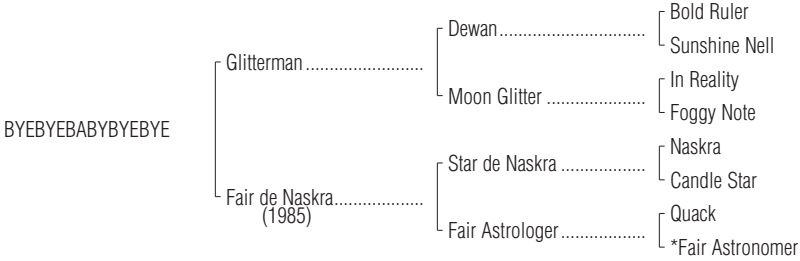 Bold Ruler
Dewan..............................
Sunshine Nell
Glitterman ........................
In Reality
Moon Glitter ....................
Foggy Note
BYEBYEBABYBYEBYE
Naskra
Star de Naskra .................
Candle Star
Fair de Naskra..................
(1985)
Quack
Fair Astrologer.................
*Fair Astronomer